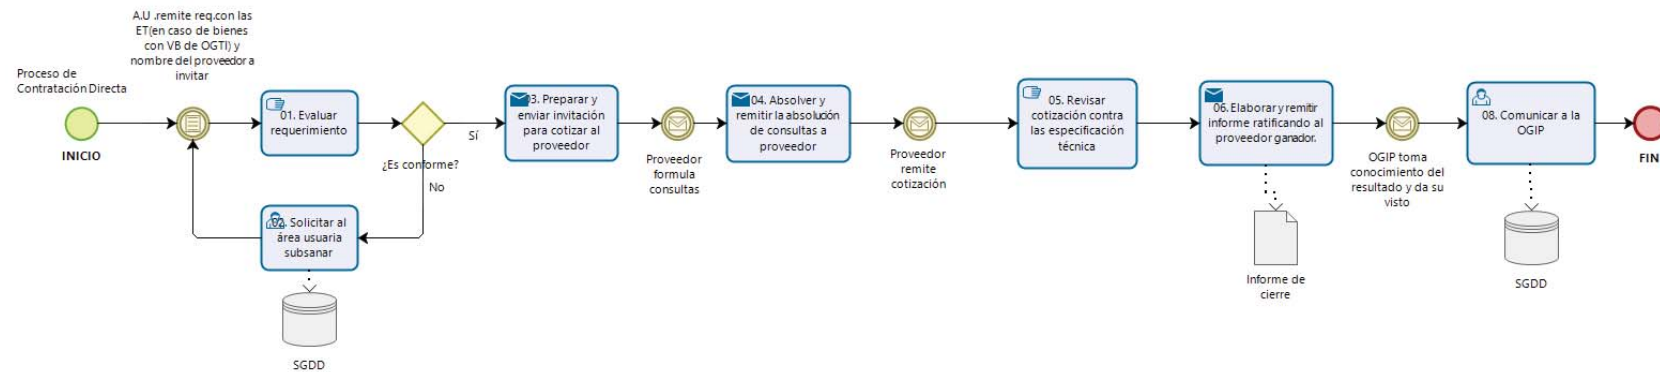 A.U .remite req.con las
ET(en caso de bienes
con VB de OGTI) y
nombre del proveedor a
invitar
Proceso de
Contratación Directa
INICIO
01. Evaluar
requerimiento
¿Es conforme?
Sí
No
02. Solicitar al
área usuaria
subsanar
SGDD
03. Preparar y
enviar invitación
para cotizar al
proveedor
Proveedor
formula
consultas
04. Absolver y
remitir la absolución
de consultas a
proveedor
Proveedor
remite
cotización
05. Revisar
cotización contra
las especificación
técnica
06. Elaborar y remitir
informe ratificando al
proveedor ganador.
Informe de
cierre
OGIP toma
conocimiento del
resultado y da su
visto
08. Comunicar a la
OGIP
SGDD
FIN